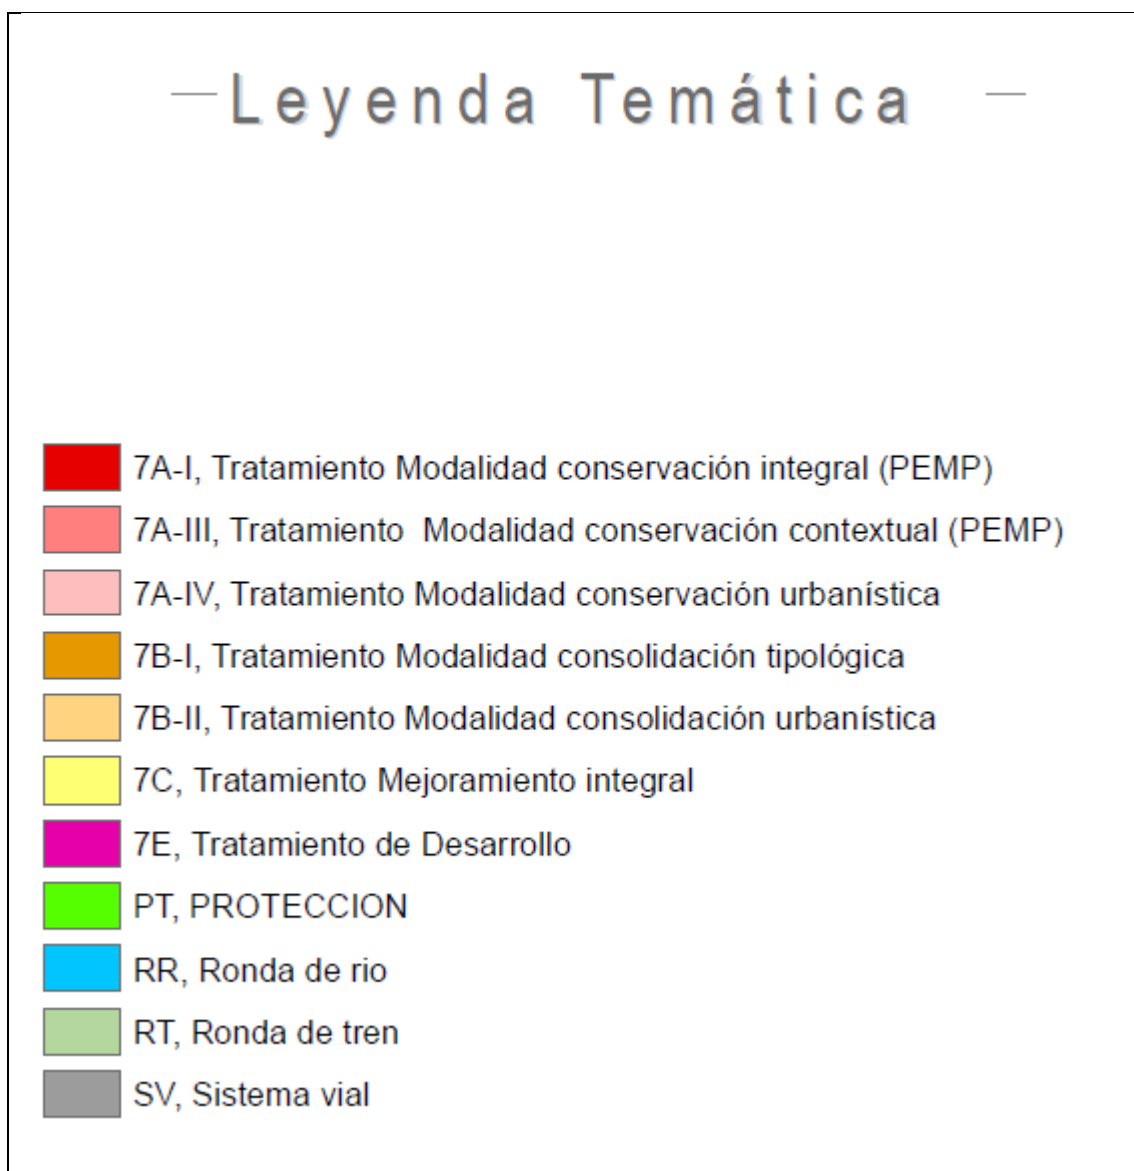 Leyenda Temática
7A-I, Tratamiento Modalidad conservación integral (PEMP)
7A-III, Tratamiento  Modalidad conservación contextual (PEMP)
7A-IV, Tratamiento Modalidad conservación urbanística
7B-I, Tratamiento Modalidad consolidación tipológica
7B-II, Tratamiento Modalidad consolidación urbanística
7C, Tratamiento Mejoramiento integral
7E, Tratamiento de Desarrollo
PT, PROTECCION
RR, Ronda de rio
RT, Ronda de tren
SV, Sistema vial